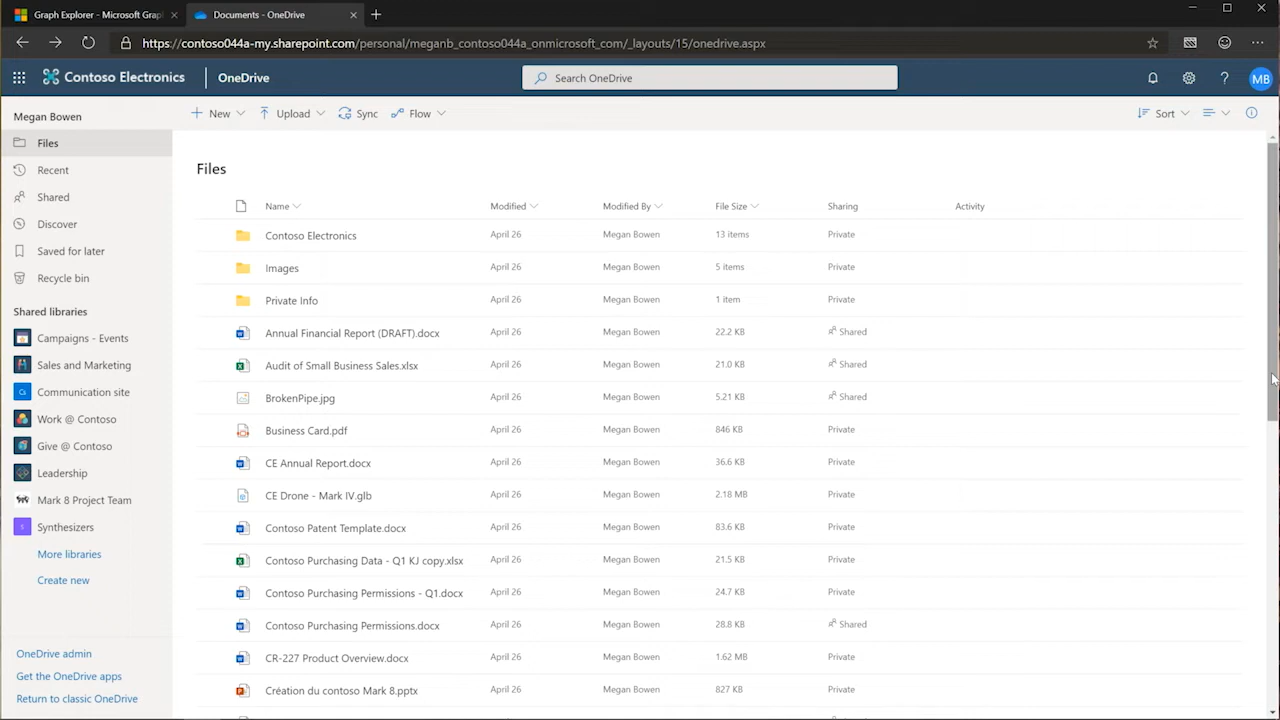 Graph Explorer - Microsoft Grap
Documents - OneDrive
https://contoso044a-my.sharepoint.com/personal/meganb_contoso044a_onmicrosoft_com/_layouts/15/onedrive.aspx
Contoso Electronics
OneDrive
Search OneDrive
MB
Megan Bowen
New
Upload
Sync
Flow
Sort
Files
Recent
Shared
Discover
Saved for later
Recycle bin
Shared libraries
Campaigns - Events
Sales and Marketing
Communication site
Work @ Contoso
Give @ Contoso
Leadership
Mark 8 Project Team
Synthesizers
More libraries
Create new
OneDrive admin
Get the OneDrive apps
Return to classic OneDrive
Files
Name Modified Modified By File Size Sharing Activity
Contoso Electronics April 26 Megan Bowen 13 items Private
Images April 26 Megan Bowen 5 items Private
Private Info April 26 Megan Bowen 1 item Private
Annual Financial Report (DRAFT).docx April 26 Megan Bowen 22.2 KB Shared
Audit of Small Business Sales.xlsx April 26 Megan Bowen 21.0 KB Shared
BrokenPipe.jpg April 26 Megan Bowen 5.21 KB Shared
Business Card.pdf April 26 Megan Bowen 846 KB Private
CE Annual Report.docx April 26 Megan Bowen 36.6 KB Private
CE Drone - Mark IV.glb April 26 Megan Bowen 2.18 MB Private
Contoso Patent Template.docx April 26 Megan Bowen 83.6 KB Private
Contoso Purchasing Data - Q1 KJ copy.xlsx April 26 Megan Bowen 21.5 KB Private
Contoso Purchasing Permissions - Q1.docx April 26 Megan Bowen 24.7 KB Private
Contoso Purchasing Permissions.docx April 26 Megan Bowen 28.8 KB Shared
CR-227 Product Overview.docx April 26 Megan Bowen 1.62 MB Private
Création du contoso Mark 8.pptx April 26 Megan Bowen 827 KB Private